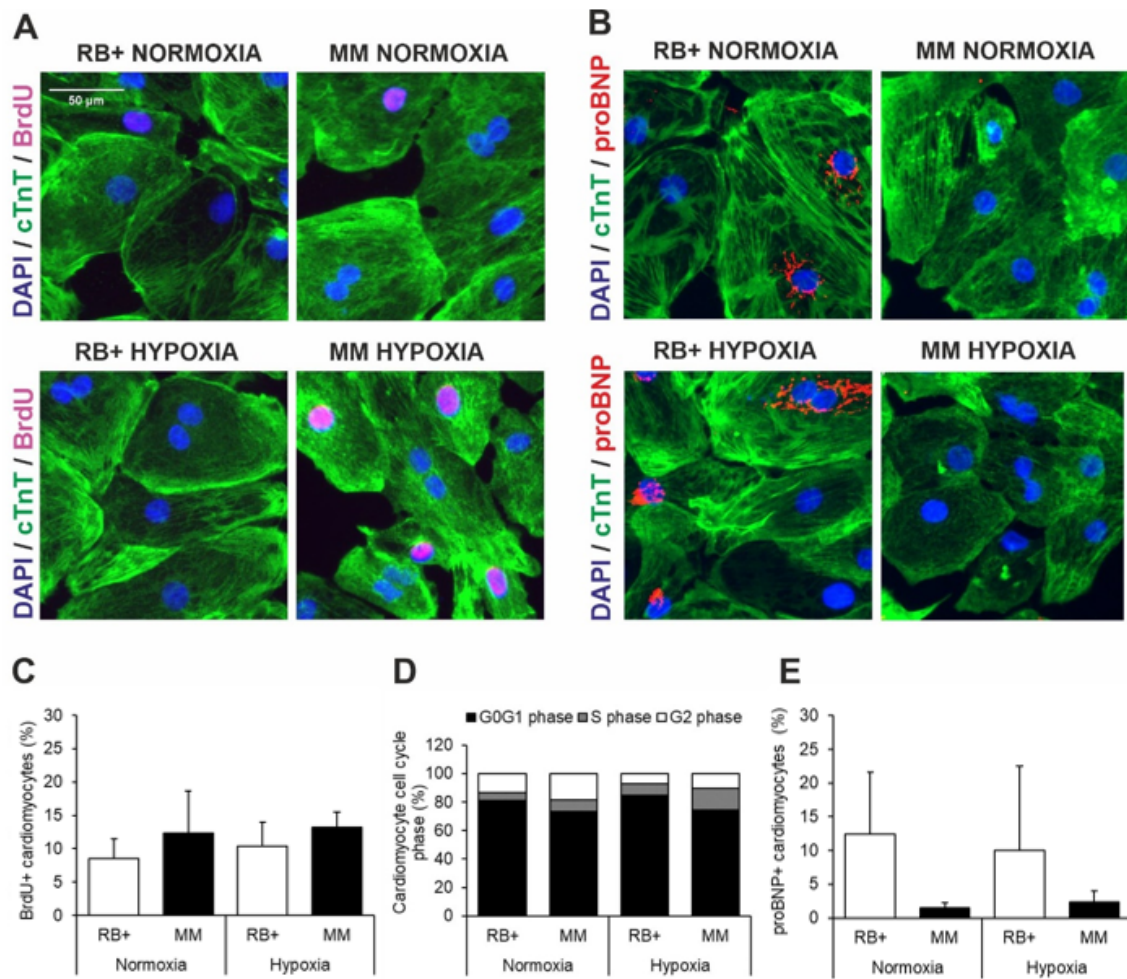 A
RB+ NORMOXIA
MM NORMOXIA
DAPI / cTnT / BrdU
50 µm
RB+ HYPOXIA
MM HYPOXIA
DAPI / cTnT / BrdU
B
RB+ NORMOXIA
MM NORMOXIA
DAPI / cTnT / proBNP
RB+ HYPOXIA
MM HYPOXIA
DAPI / cTnT / proBNP
C
BrdU+ cardiomyocytes (%)
30
25
20
15
10
5
0
RB+ MM RB+ MM
Normoxia Hypoxia
D
G0G1 phase S phase G2 phase
Cardiomyocyte cell cycle
phase (%)
120
100
80
60
40
20
0
RB+ MM RB+ MM
Normoxia Hypoxia
E
proBNP+ cardiomyocytes (%)
30
25
20
15
10
5
0
RB+ MM RB+ MM
Normoxia Hypoxia